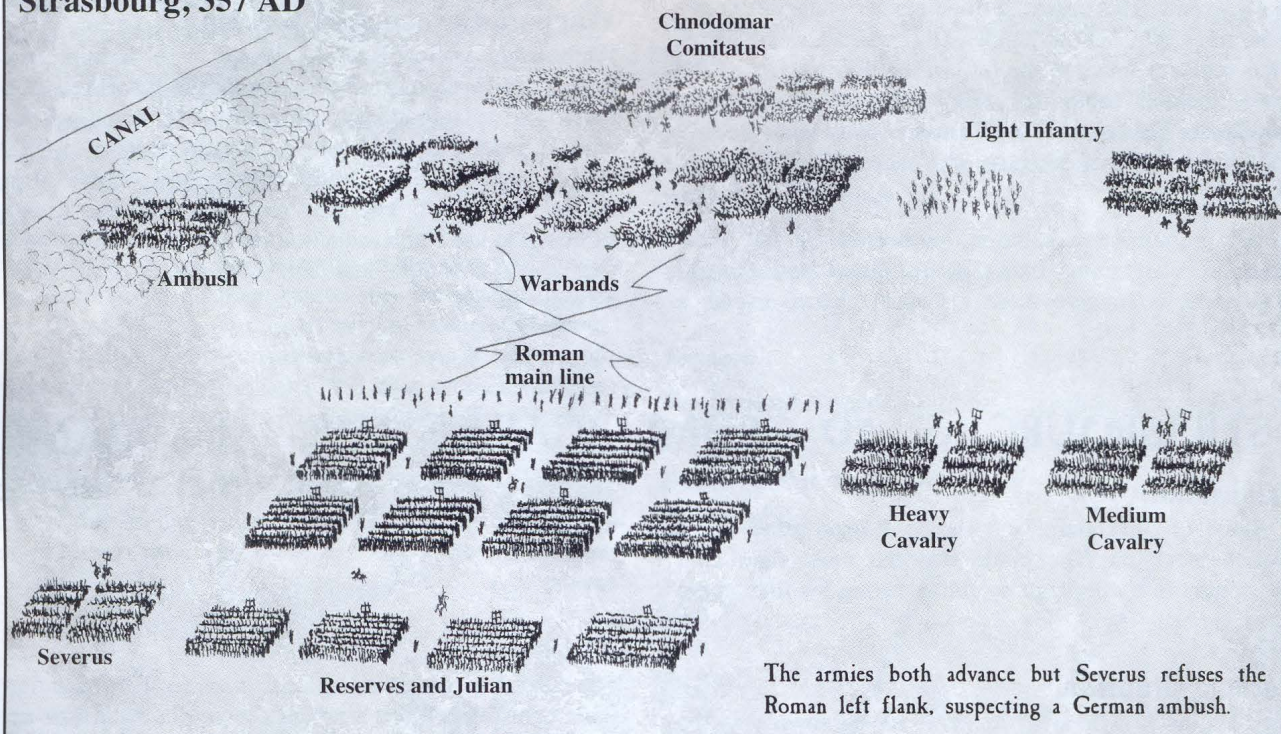 Strasbourg, 357 AD
Chnodomar
Comitatus
CANAL
Light Infantry
Ambush
Warbands
Roman
main line
Heavy
Cavalry
Medium
Cavalry
Severus
Reserves and Julian
The armies both advance but Severus refuses the
Roman left flank, suspecting a German ambush.